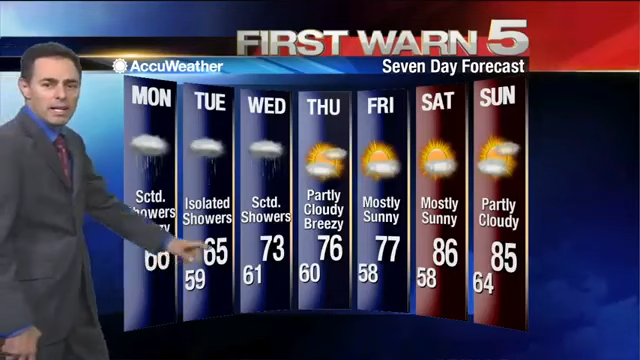 FIRST WARN 5
AccuWeather
Seven Day Forecast
MON TUE WED THU FRI SAT SUN
Sctd.
Showers
66
Isolated
Showers
65
59
Sctd.
Showers
73
61
Partly
Cloudy
Breezy
76
60
Mostly
Sunny
77
58
Mostly
Sunny
86
58
Partly
Cloudy
85
64